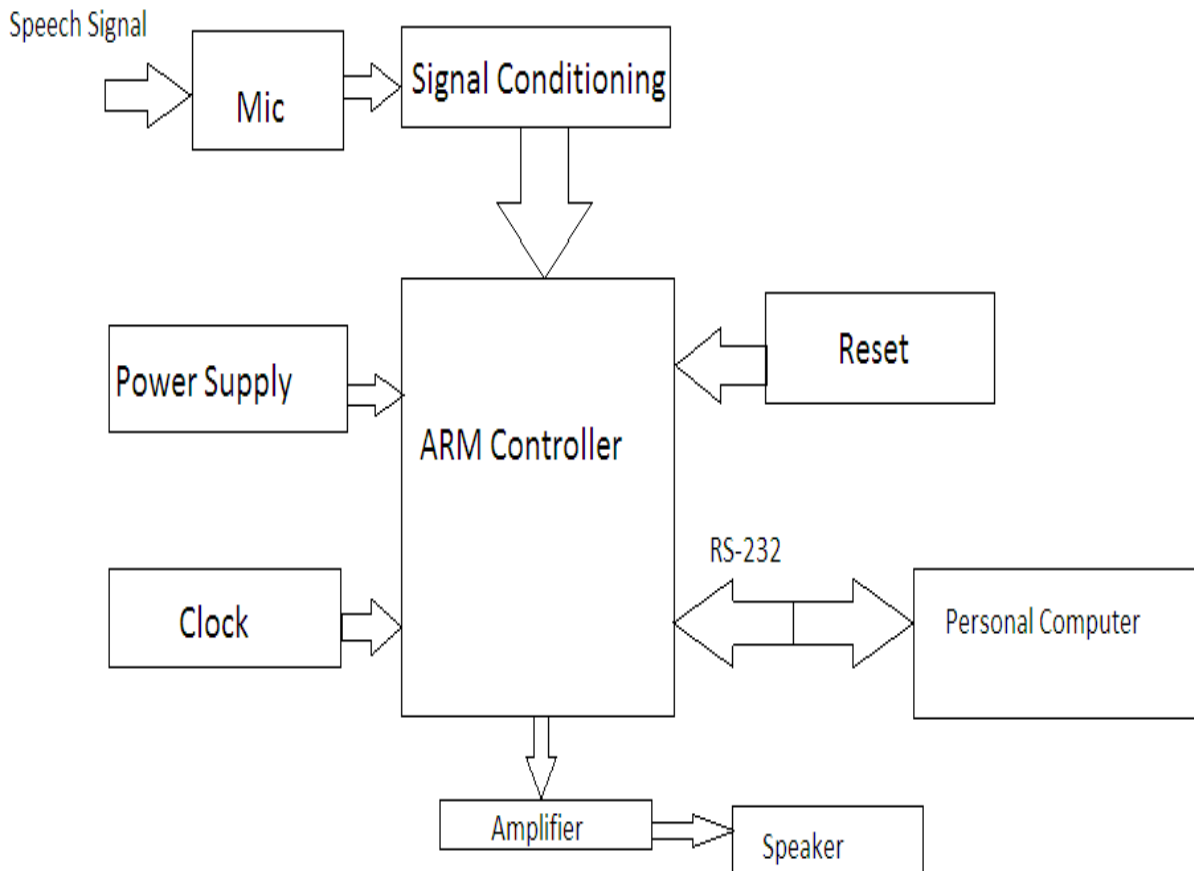 Speech Signal
Mic
Signal Conditioning
Power Supply
Reset
ARM Controller
RS-232
Clock
Personal Computer
Amplifier
Speaker